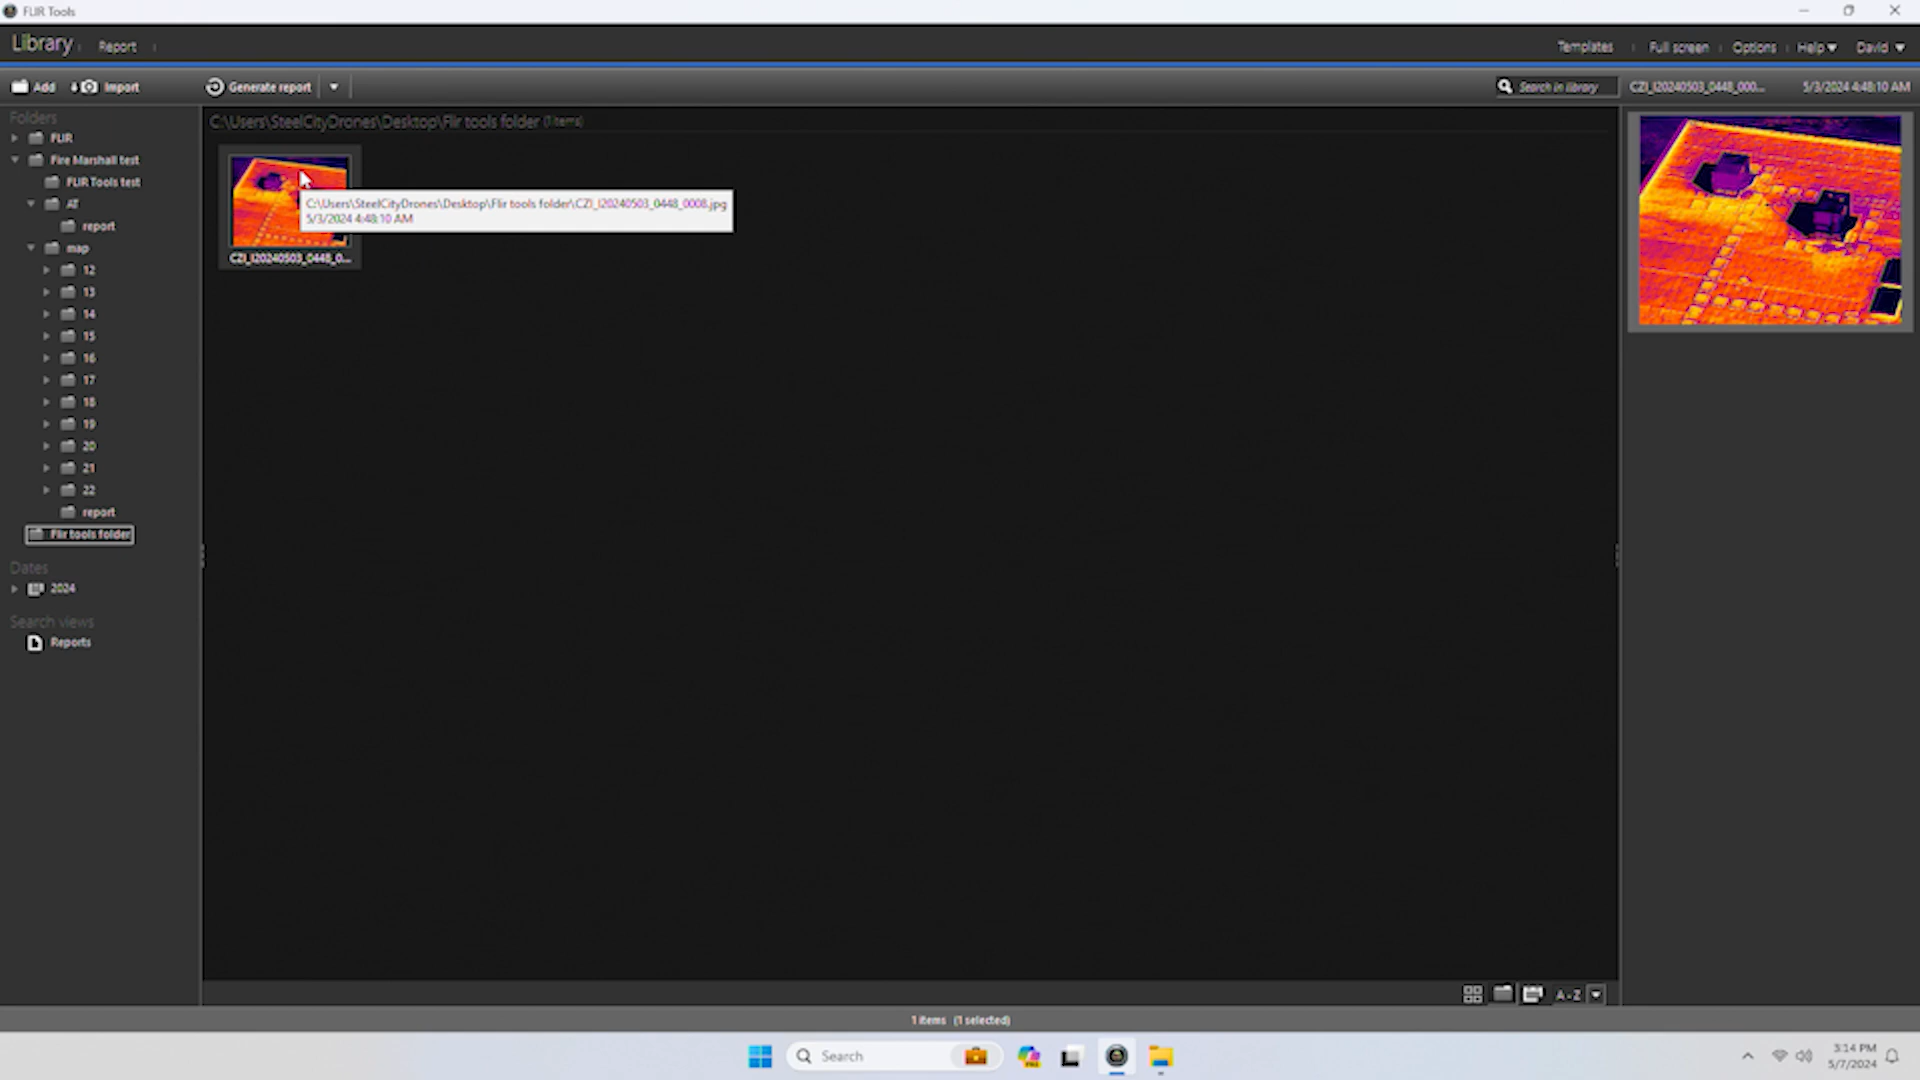 FLIR Tools
Library
Report
Templates
Full screen
Options
Help
David
Add
Import
Generate report
Search in library
CZI_I20240503_0448_000...
5/3/2024 4:48:10 AM
Folders
FLIR
Fire Marshall test
FLIR Tools test
AT
report
map
12
13
14
15
16
17
18
19
20
21
22
report
Flir tools folder
Dates
2024
Search views
Reports
C:\Users\SteelCityDrones\Desktop\Flir tools folder (1 items)
C:\Users\SteelCityDrones\Desktop\Flir tools folder\CZI_I20240503_0448_0008.jpg
5/3/2024 4:48:10 AM
CZI_I20240503_0448_0...
A-Z
1 items (1 selected)
Search
3:14 PM
5/7/2024